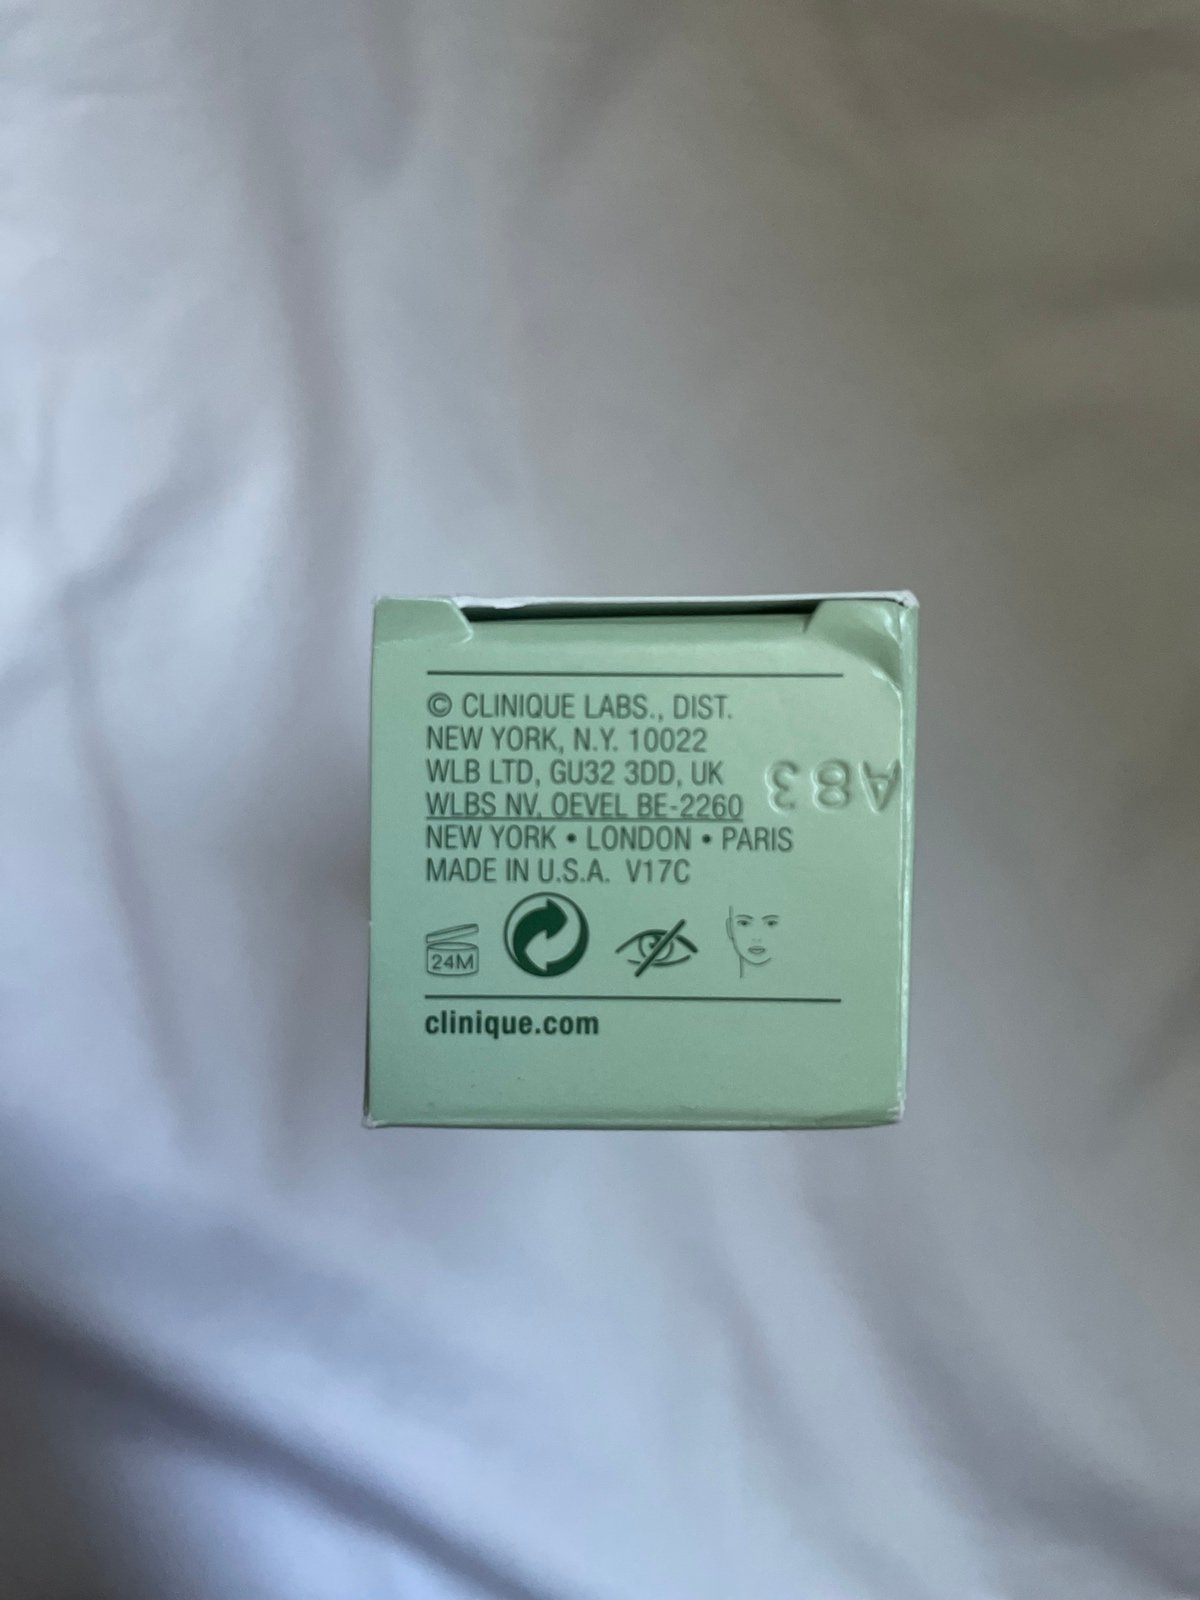 © CLINIQUE LABS., DIST.
NEW YORK, N.Y. 10022
WLB LTD, GU32 3DD, UK
WLBS NV, OEVEL BE-2260
NEW YORK • LONDON • PARIS
MADE IN U.S.A. V17C
A83
24M
clinique.com